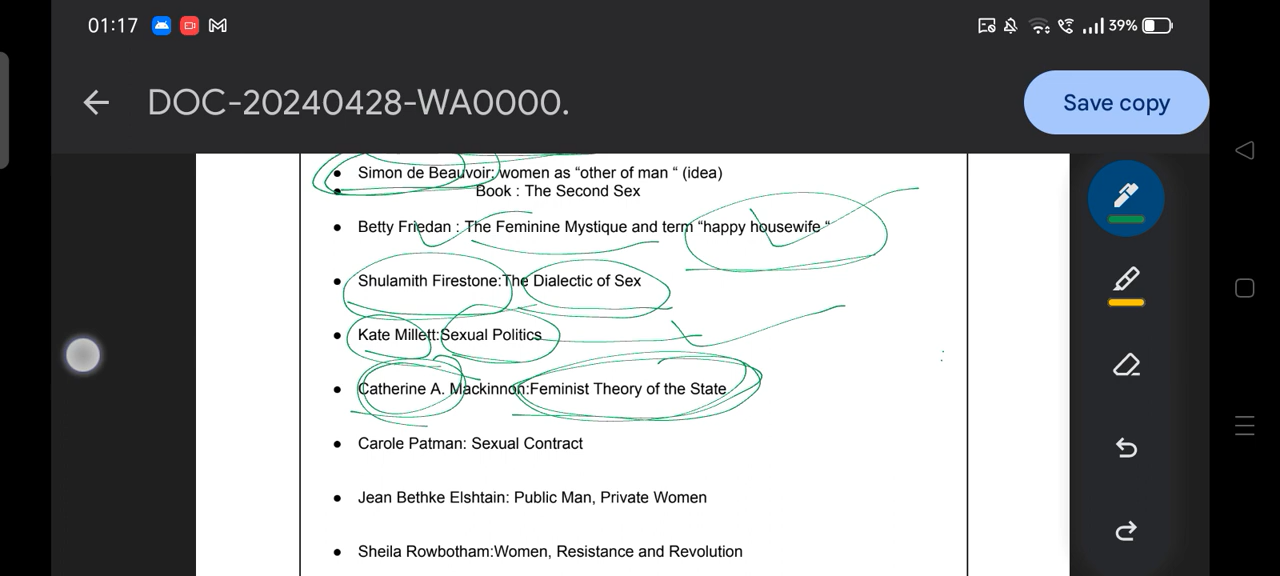 01:17 39%
DOC-20240428-WA0000.
Save copy
• Simon de Beauvoir: women as “other of man “ (idea)
• Book : The Second Sex
• Betty Friedan : The Feminine Mystique and term “happy housewife “
• Shulamith Firestone:The Dialectic of Sex
• Kate Millett:Sexual Politics
• Catherine A. Mackinnon:Feminist Theory of the State
• Carole Patman: Sexual Contract
• Jean Bethke Elshtain: Public Man, Private Women
• Sheila Rowbotham:Women, Resistance and Revolution